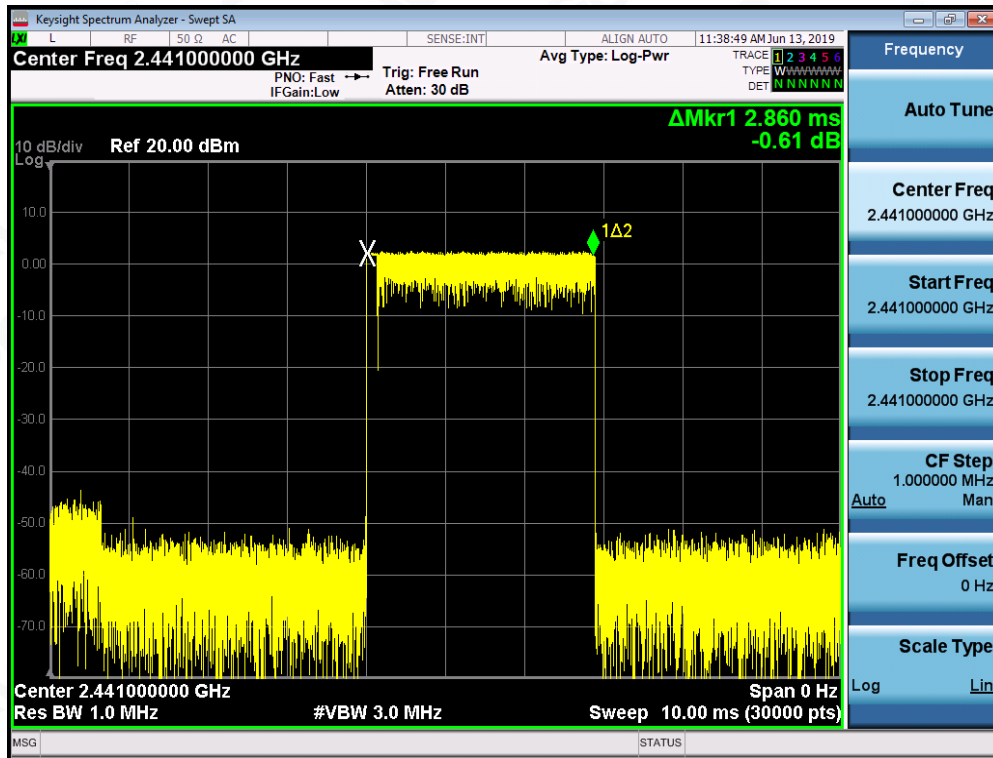 Keysight Spectrum Analyzer - Swept SA
LXI L RF 50 Ω AC SENSE:INT ALIGN AUTO 11:38:49 AM Jun 13, 2019
Center Freq 2.441000000 GHz
PNO: Fast
IFGain:Low
Trig: Free Run
Atten: 30 dB
Avg Type: Log-Pwr
TRACE 1 2 3 4 5 6
TYPE WWWWWW
DET N N N N N N
ΔMkr1 2.860 ms
-0.61 dB
10 dB/div Ref 20.00 dBm
Log
10.0
0.00
-10.0
-20.0
-30.0
-40.0
-50.0
-60.0
-70.0
X
1Δ2
Center 2.441000000 GHz Span 0 Hz
Res BW 1.0 MHz #VBW 3.0 MHz Sweep 10.00 ms (30000 pts)
MSG STATUS
Frequency
Auto Tune
Center Freq
2.441000000 GHz
Start Freq
2.441000000 GHz
Stop Freq
2.441000000 GHz
CF Step
1.000000 MHz
Auto Man
Freq Offset
0 Hz
Scale Type
Log Lin